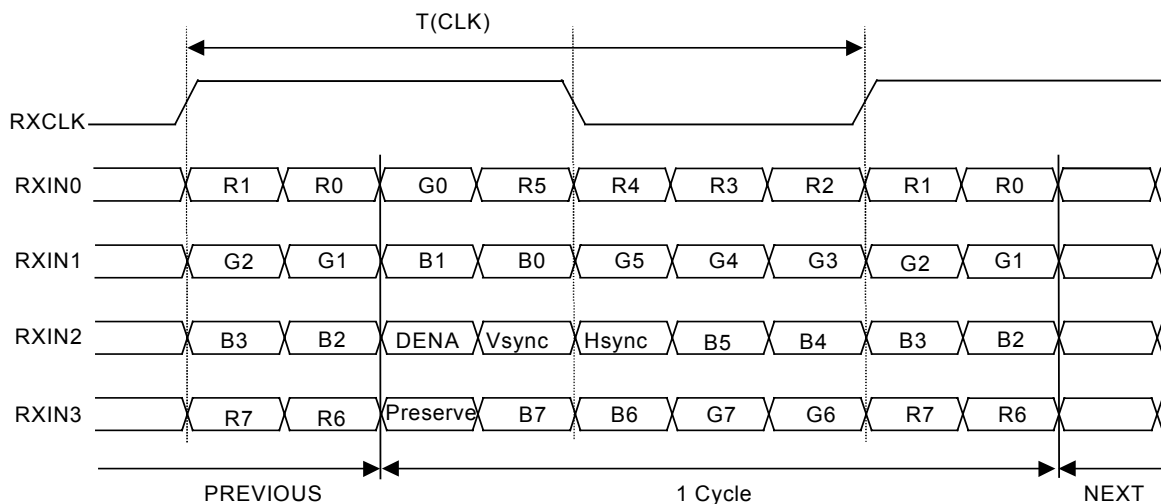 T(CLK)
RXCLK
RXIN0 R1 R0 G0 R5 R4 R3 R2 R1 R0
RXIN1 G2 G1 B1 B0 G5 G4 G3 G2 G1
RXIN2 B3 B2 DENA Vsync Hsync B5 B4 B3 B2
RXIN3 R7 R6 Preserve B7 B6 G7 G6 R7 R6
PREVIOUS 1 Cycle NEXT